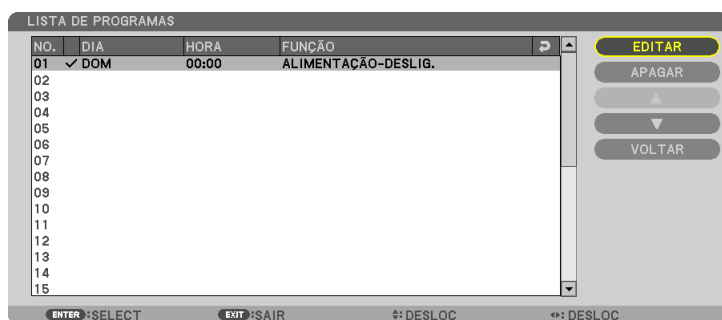 LISTA DE PROGRAMAS
NO. DIA HORA FUNÇÃO
01 ✓ DOM 00:00 ALIMENTAÇÃO-DESLIG.
02
03
04
05
06
07
08
09
10
11
12
13
14
15
EDITAR
APAGAR
VOLTAR
ENTER :SELECT EXIT :SAIR :DESLOC :DESLOC